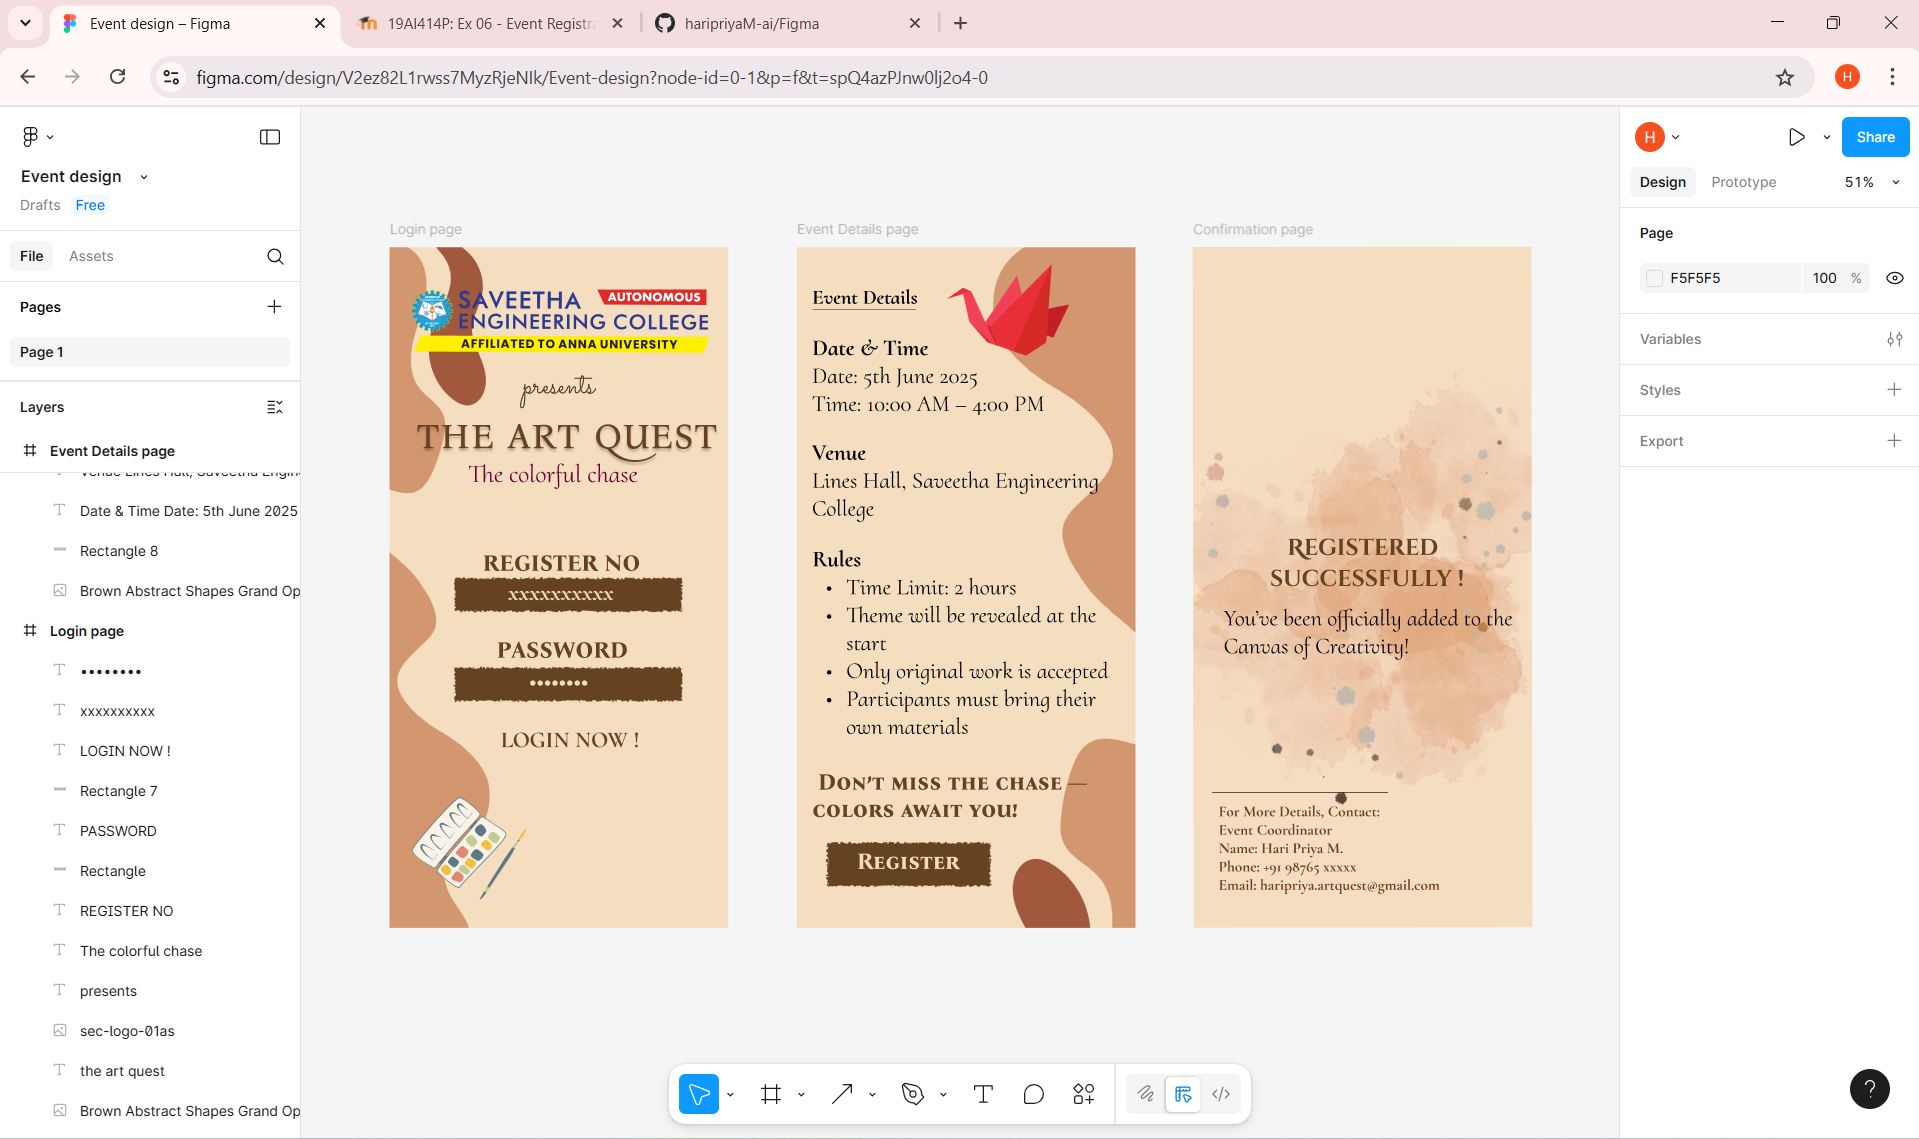 Event design – Figma
19AI414P: Ex 06 - Event Registra
haripriyaM-ai/Figma
figma.com/design/V2ez82L1rwss7MyzRjeNIk/Event-design?node-id=0-1&p=f&t=spQ4azPJnw0lj2o4-0
H
Event design
Drafts Free
File Assets
Pages
Page 1
Layers
Event Details page
Venue Lines Hall, Saveetha Engin
Date & Time Date: 5th June 2025
Rectangle 8
Brown Abstract Shapes Grand Op
Login page
••••••••
xxxxxxxxxx
LOGIN NOW !
Rectangle 7
PASSWORD
Rectangle
REGISTER NO
The colorful chase
presents
sec-logo-01as
the art quest
Brown Abstract Shapes Grand Op
Login page
SAVEETHA AUTONOMOUS
ENGINEERING COLLEGE
AFFILIATED TO ANNA UNIVERSITY
presents
THE ART QUEST
The colorful chase
REGISTER NO
xxxxxxxxxx
PASSWORD
••••••••
LOGIN NOW !
Event Details page
Event Details
Date & Time
Date: 5th June 2025
Time: 10:00 AM – 4:00 PM
Venue
Lines Hall, Saveetha Engineering
College
Rules
• Time Limit: 2 hours
• Theme will be revealed at the
start
• Only original work is accepted
• Participants must bring their
own materials
Don't miss the chase —
colors await you!
Register
Confirmation page
Registered
successfully !
You've been officially added to the
Canvas of Creativity!
For More Details, Contact:
Event Coordinator
Name: Hari Priya M.
Phone: +91 98765 xxxxx
Email: haripriya.artquest@gmail.com
H
Share
Design Prototype 51%
Page
F5F5F5 100 %
Variables
Styles
Export
?